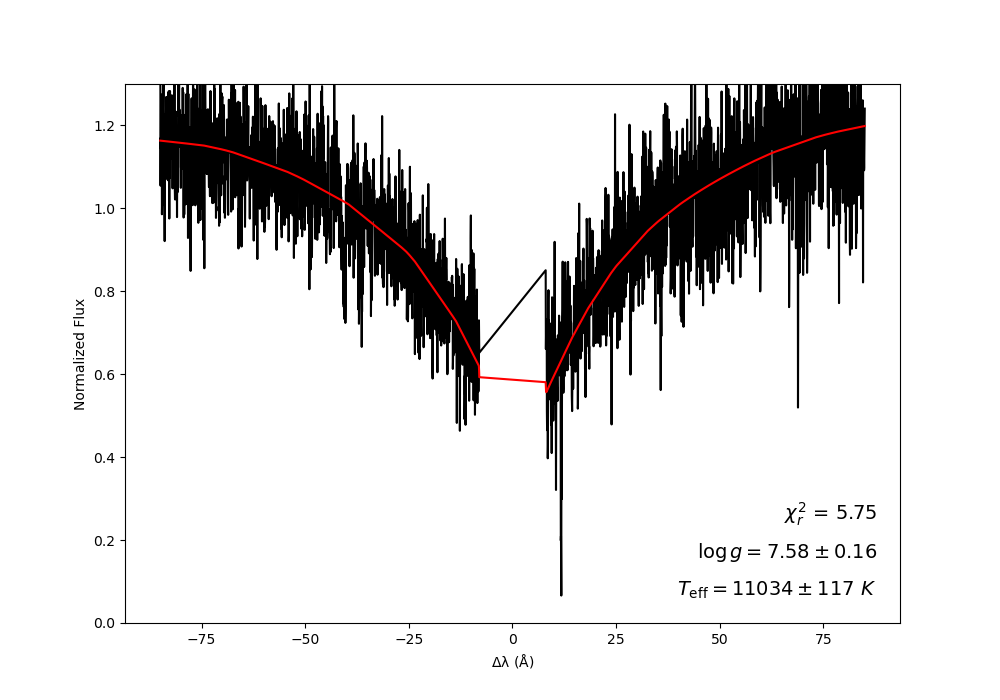 1.2
1.0
0.8
0.6
0.4
0.2
0.0
Normalized Flux
χ²ᵣ = 5.75
log g = 7.58 ± 0.16
T_eff = 11034 ± 117 K
−75 −50 −25 0 25 50 75
Δλ (Å)